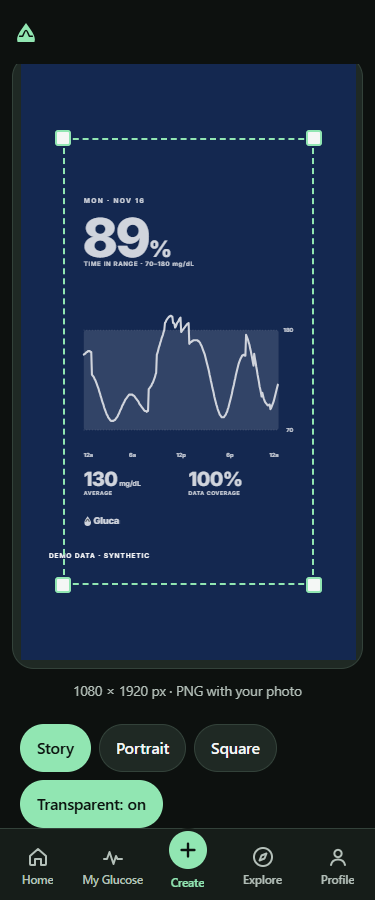 MON · NOV 16
89%
TIME IN RANGE · 70–180 mg/dL
180
70
12a 6a 12p 6p 12a
130 mg/dL 100%
AVERAGE DATA COVERAGE
Gluca
DEMO DATA · SYNTHETIC
1080 × 1920 px · PNG with your photo
Story Portrait Square
Transparent: on
Home My Glucose Create Explore Profile